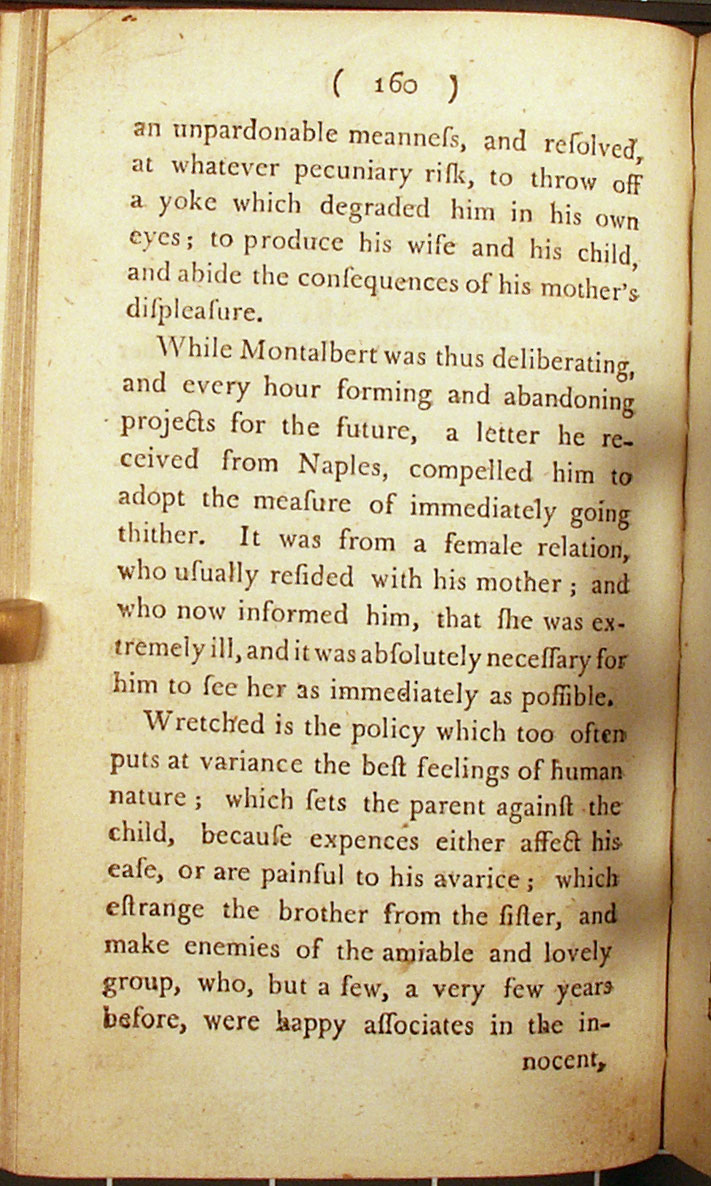 ( 160 )
an unpardonable meanneſs, and reſolved,
at whatever pecuniary riſk, to throw off
a yoke which degraded him in his own
eyes; to produce his wife and his child,
and abide the conſequences of his mother's
diſpleaſure.
While Montalbert was thus deliberating,
and every hour forming and abandoning
projects for the future, a letter he re-
ceived from Naples, compelled him to
adopt the meaſure of immediately going
thither. It was from a female relation,
who uſually reſided with his mother; and
who now informed him, that ſhe was ex-
tremely ill, and it was abſolutely neceſſary for
him to ſee her as immediately as poſſible.
Wretched is the policy which too often
puts at variance the beſt feelings of human
nature; which ſets the parent againſt the
child, becauſe expences either affect his
eaſe, or are painful to his avarice; which
eſtrange the brother from the ſiſter, and
make enemies of the amiable and lovely
group, who, but a few, a very few years
before, were happy aſſociates in the in-
nocent,